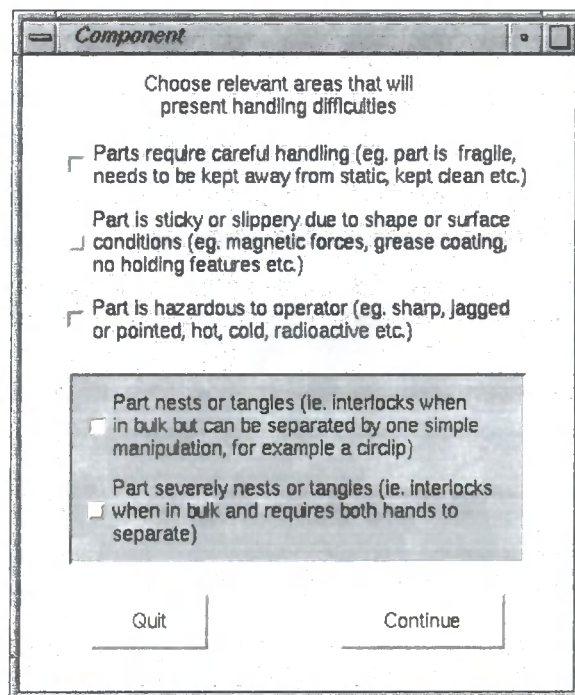 Component
Choose relevant areas that will
present handling difficulties
Parts require careful handling (eg. part is fragile,
needs to be kept away from static, kept clean etc.)
Part is sticky or slippery due to shape or surface
conditions (eg. magnetic forces, grease coating,
no holding features etc.)
Part is hazardous to operator (eg. sharp, jagged
or pointed, hot, cold, radioactive etc.)
Part nests or tangles (ie. interlocks when
in bulk but can be separated by one simple
manipulation, for example a circlip)
Part severely nests or tangles (ie. interlocks
when in bulk and requires both hands to
separate)
Quit
Continue